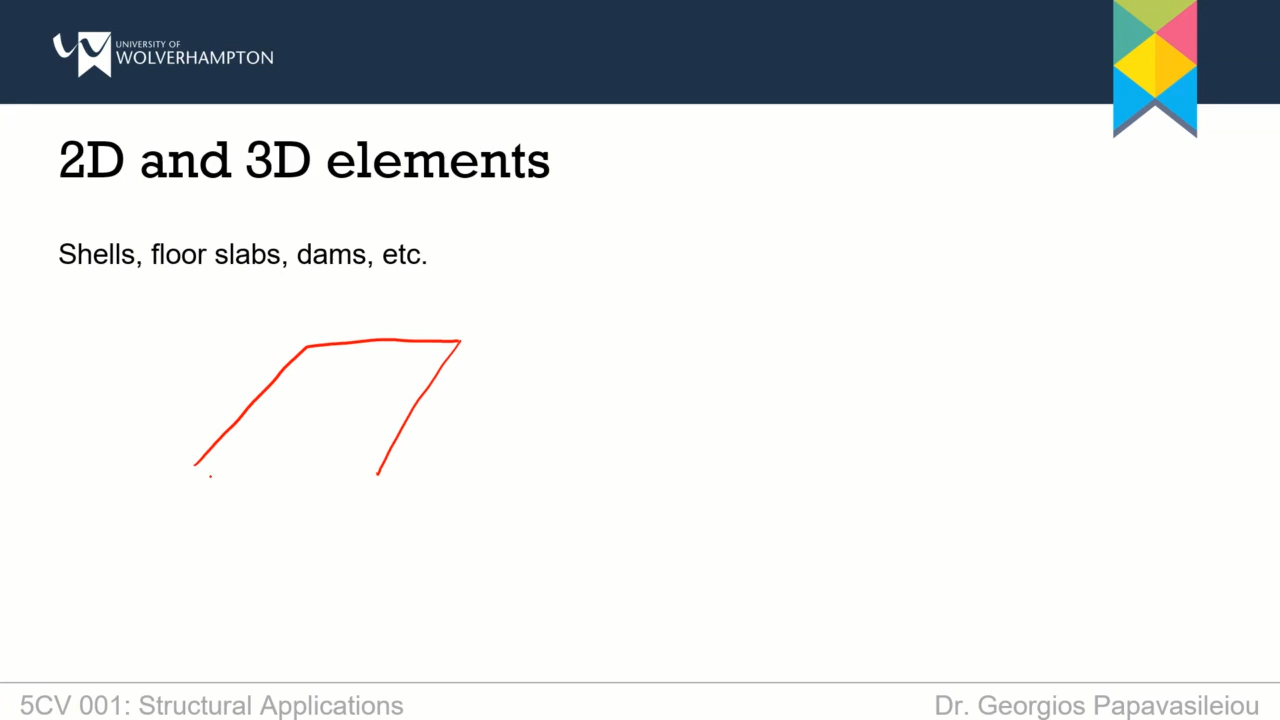 UNIVERSITY OF
WOLVERHAMPTON
2D and 3D elements
Shells, floor slabs, dams, etc.
5CV 001: Structural Applications
Dr. Georgios Papavasileiou